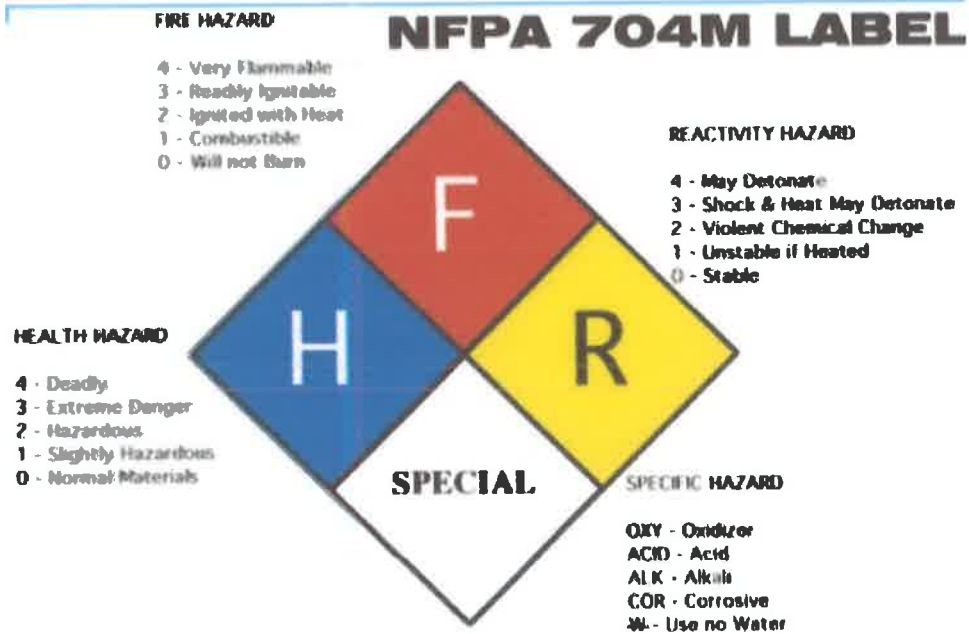 NFPA 704M LABEL
FIRE HAZARD
4 - Very Flammable
3 - Readily Ignitable
2 - Ignited with Heat
1 - Combustible
0 - Will not Burn
F
REACTIVITY HAZARD
4 - May Detonate
3 - Shock & Heat May Detonate
2 - Violent Chemical Change
1 - Unstable if Heated
0 - Stable
HEALTH HAZARD
4 - Deadly
3 - Extreme Danger
2 - Hazardous
1 - Slightly Hazardous
0 - Normal Materials
H
R
SPECIAL
SPECIFIC HAZARD
OXY - Oxidizer
ACID - Acid
ALK - Alkali
COR - Corrosive
W - Use no Water